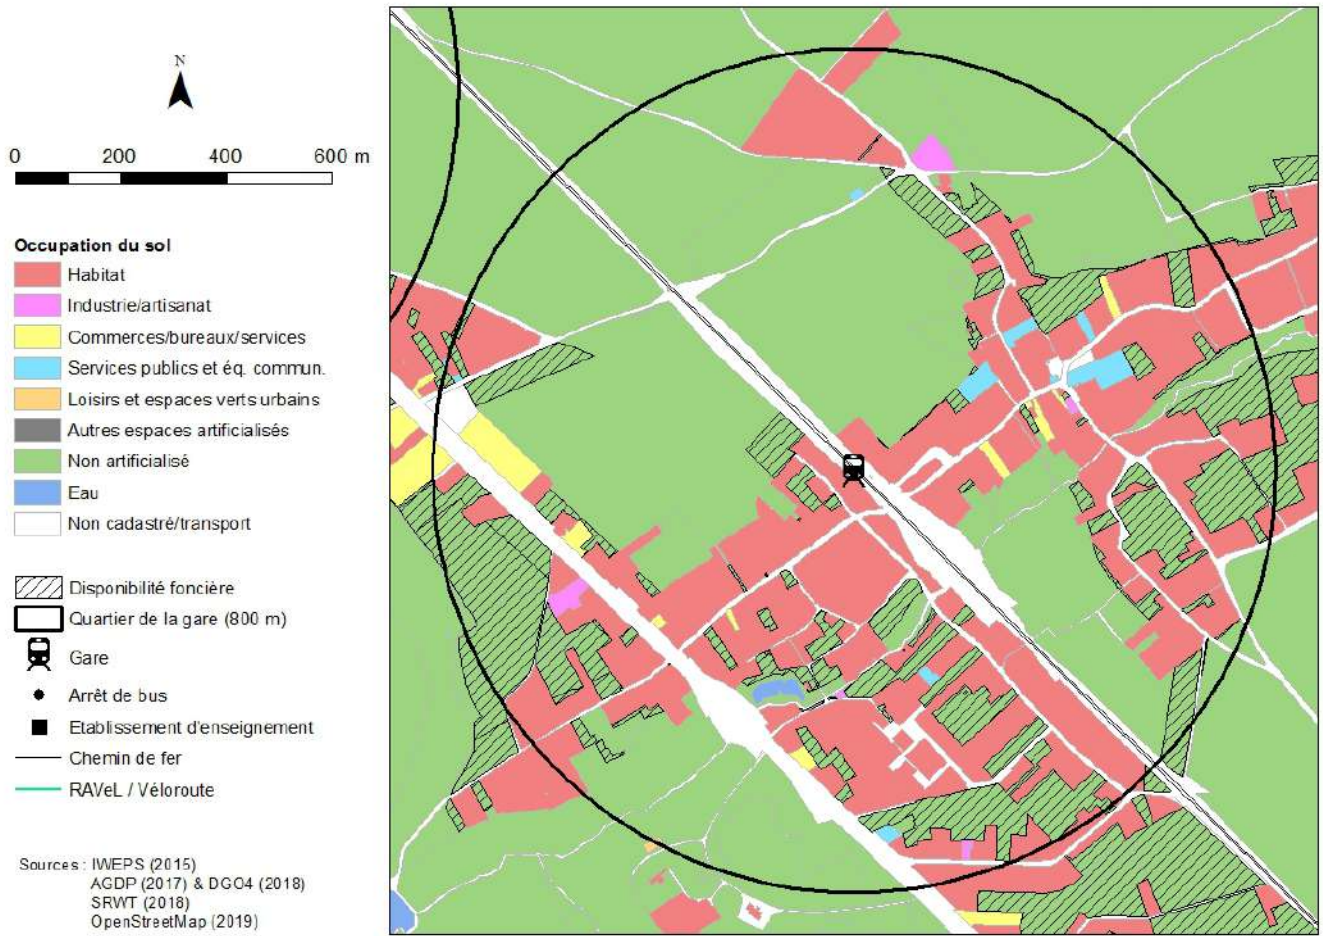 N
0 200 400 600 m
Occupation du sol
Habitat
Industrie/artisanat
Commerces/bureaux/services
Services publics et éq. commun.
Loisirs et espaces verts urbains
Autres espaces artificialisés
Non artificialisé
Eau
Non cadastré/transport
Disponibilité foncière
Quartier de la gare (800 m)
Gare
Arrêt de bus
Etablissement d'enseignement
Chemin de fer
RAVeL / Véloroute
Sources : IWEPS (2015)
AGDP (2017) & DGO4 (2018)
SRWT (2018)
OpenStreetMap (2019)